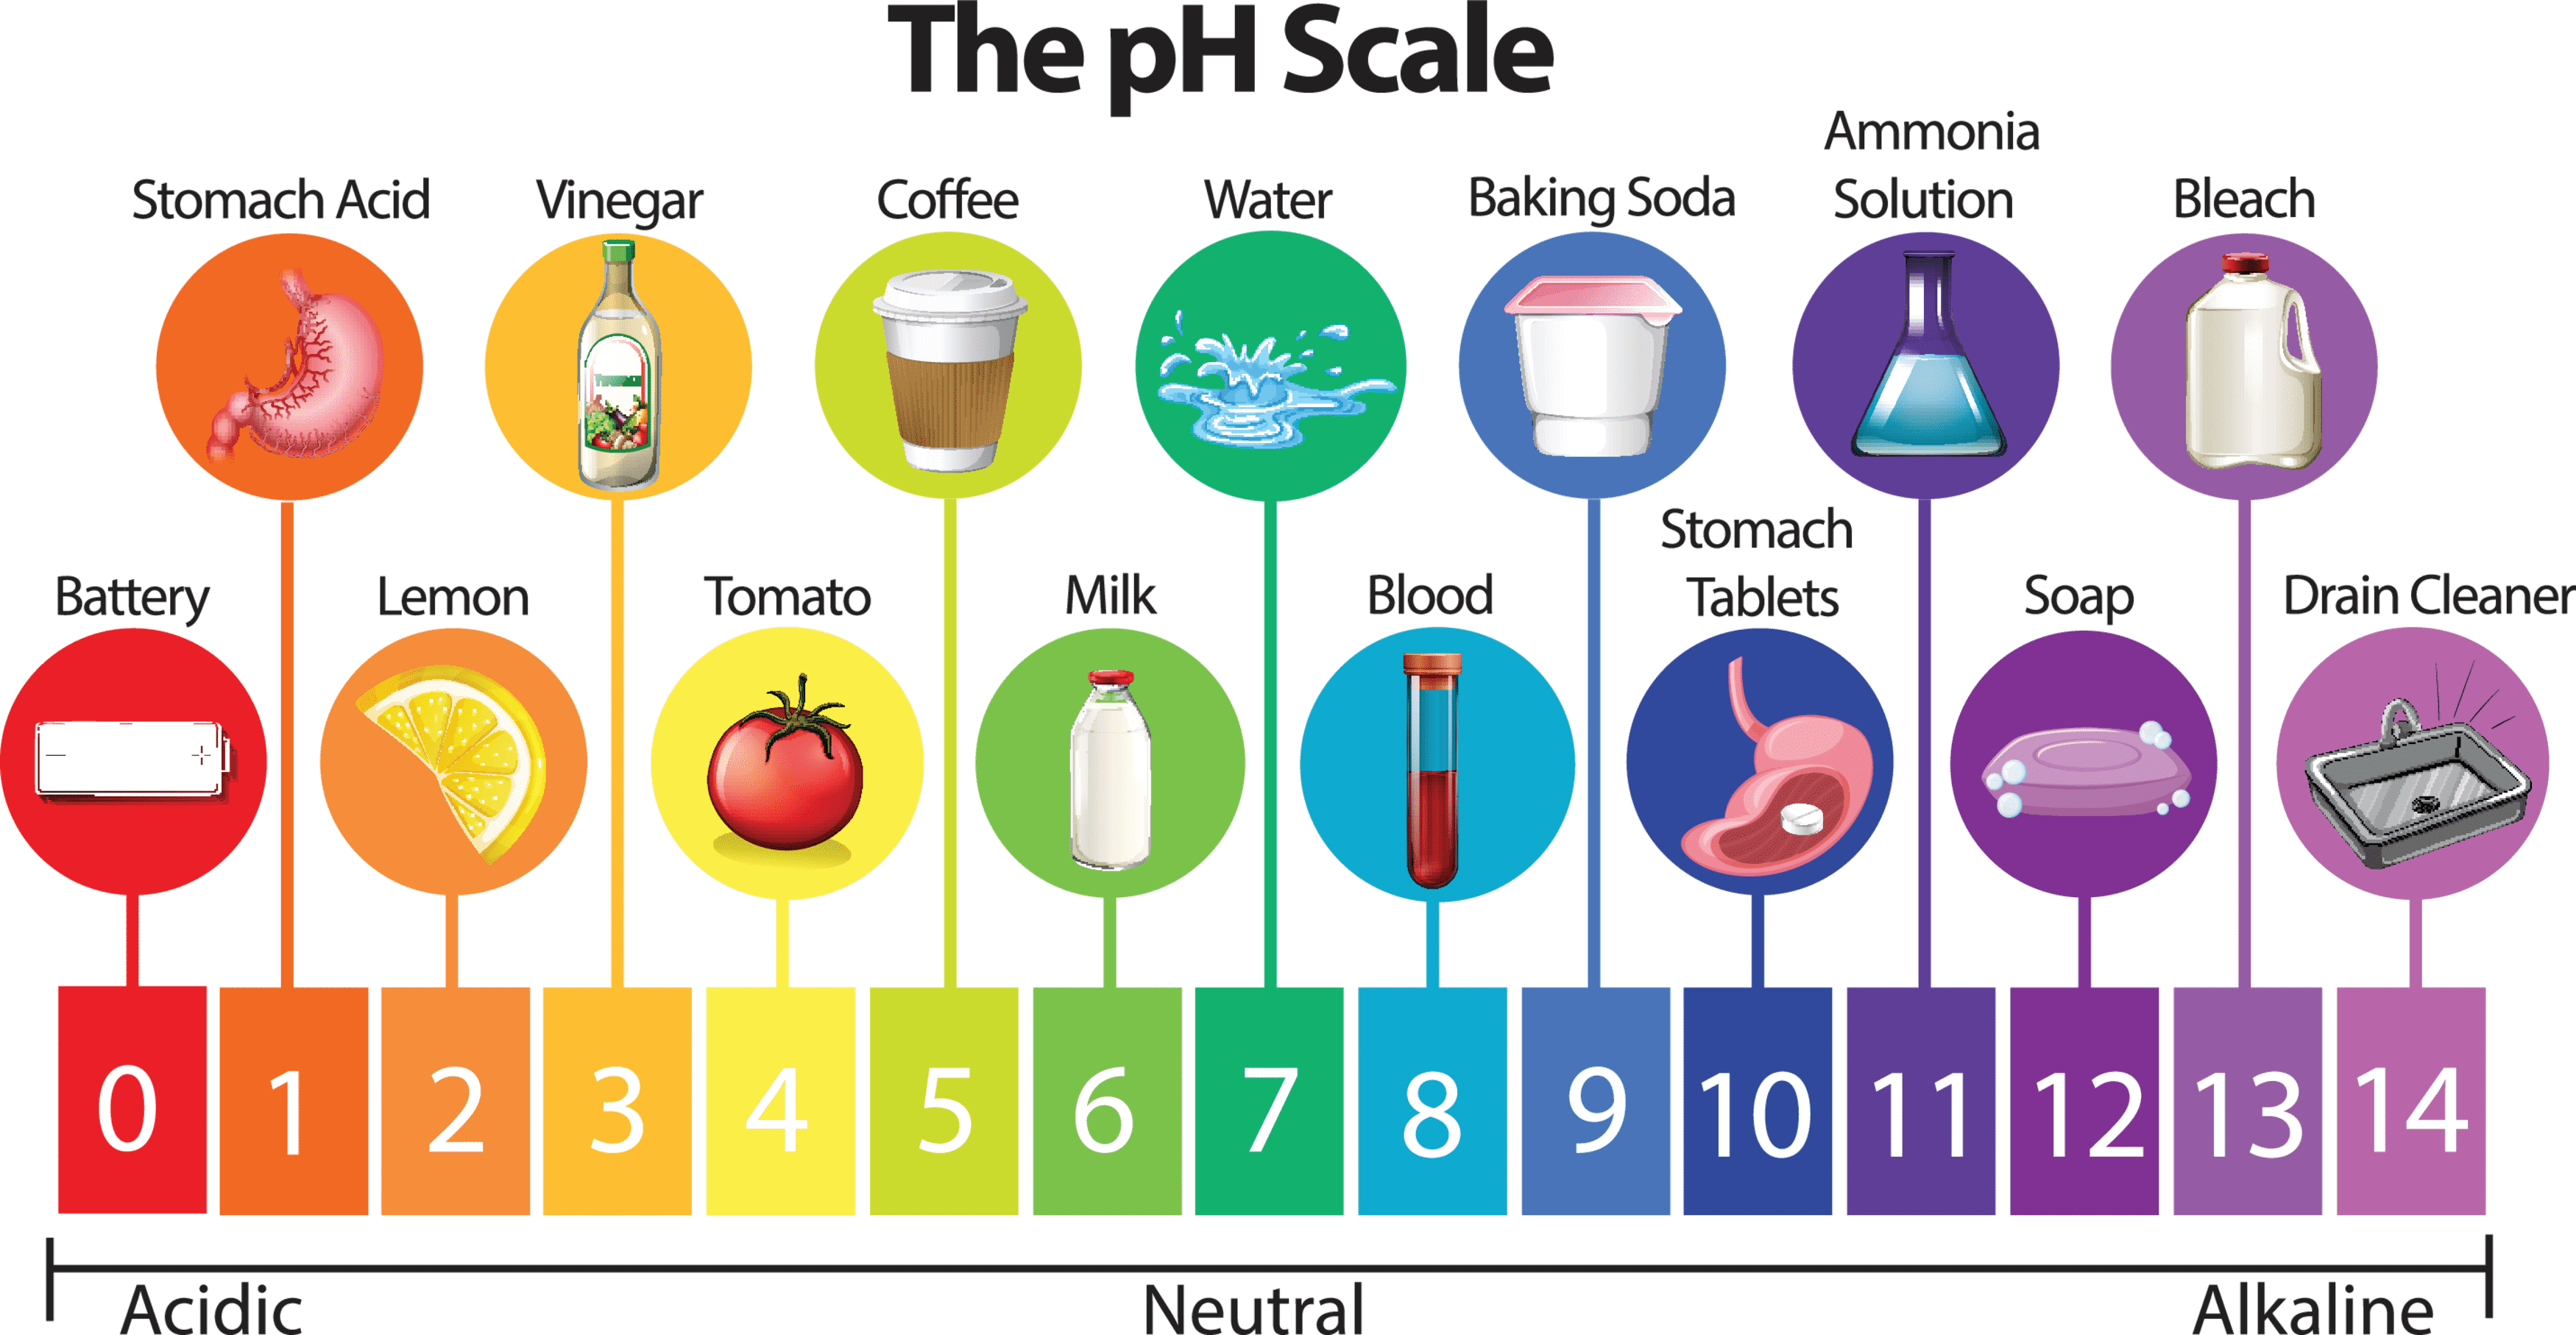 The pH Scale
Stomach Acid
Vinegar
Coffee
Water
Baking Soda
Ammonia
Solution
Bleach
Battery
Lemon
Tomato
Milk
Blood
Stomach
Tablets
Soap
Drain Cleaner
0 1 2 3 4 5 6 7 8 9 10 11 12 13 14
Acidic
Neutral
Alkaline